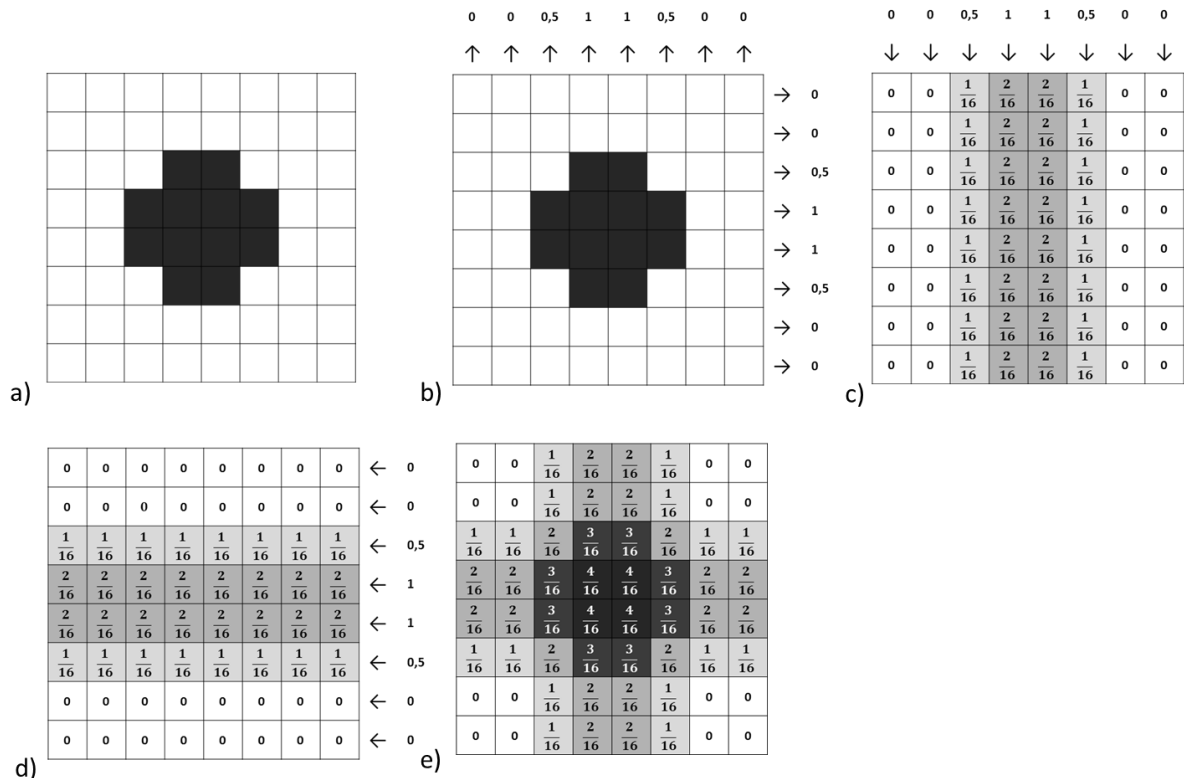 0 0 0,5 1 1 0,5 0 0
↑ ↑ ↑ ↑ ↑ ↑ ↑ ↑
→ 0
→ 0
→ 0,5
→ 1
→ 1
→ 0,5
→ 0
→ 0
0 0 0,5 1 1 0,5 0 0
↓ ↓ ↓ ↓ ↓ ↓ ↓ ↓
0 0 1/16 2/16 2/16 1/16 0 0
0 0 1/16 2/16 2/16 1/16 0 0
0 0 1/16 2/16 2/16 1/16 0 0
0 0 1/16 2/16 2/16 1/16 0 0
0 0 1/16 2/16 2/16 1/16 0 0
0 0 1/16 2/16 2/16 1/16 0 0
0 0 1/16 2/16 2/16 1/16 0 0
0 0 1/16 2/16 2/16 1/16 0 0
a)
b)
c)
0 0 0 0 0 0 0 0 ← 0
0 0 0 0 0 0 0 0 ← 0
1/16 1/16 1/16 1/16 1/16 1/16 1/16 1/16 ← 0,5
2/16 2/16 2/16 2/16 2/16 2/16 2/16 2/16 ← 1
2/16 2/16 2/16 2/16 2/16 2/16 2/16 2/16 ← 1
1/16 1/16 1/16 1/16 1/16 1/16 1/16 1/16 ← 0,5
0 0 0 0 0 0 0 0 ← 0
0 0 0 0 0 0 0 0 ← 0
d)
0 0 1/16 2/16 2/16 1/16 0 0
0 0 1/16 2/16 2/16 1/16 0 0
1/16 1/16 2/16 3/16 3/16 2/16 1/16 1/16
2/16 2/16 3/16 4/16 4/16 3/16 2/16 2/16
2/16 2/16 3/16 4/16 4/16 3/16 2/16 2/16
1/16 1/16 2/16 3/16 3/16 2/16 1/16 1/16
0 0 1/16 2/16 2/16 1/16 0 0
0 0 1/16 2/16 2/16 1/16 0 0
e)